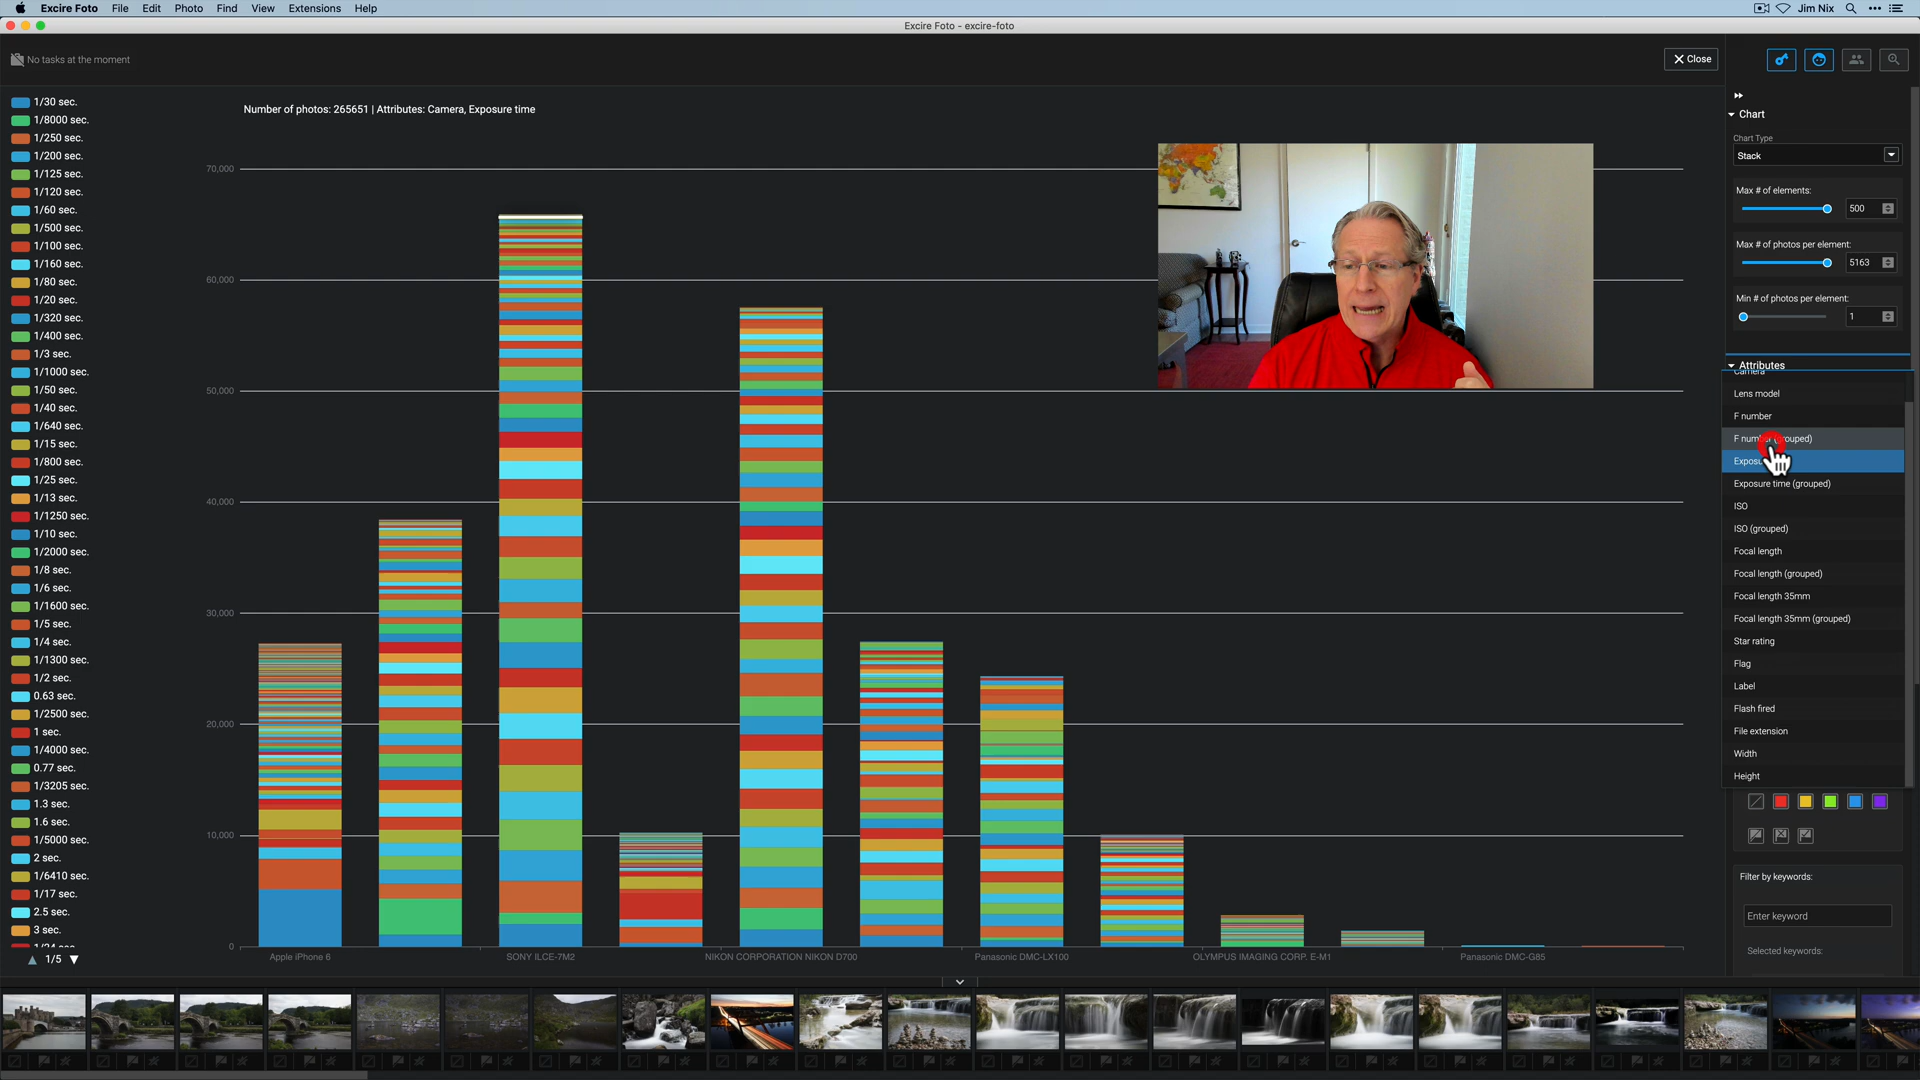 Excire Foto File Edit Photo Find View Extensions Help
Jim Nix
Excire Foto - excire-foto
No tasks at the moment
Close
1/30 sec.
1/8000 sec.
1/250 sec.
1/200 sec.
1/125 sec.
1/120 sec.
1/60 sec.
1/500 sec.
1/100 sec.
1/160 sec.
1/80 sec.
1/20 sec.
1/320 sec.
1/400 sec.
1/3 sec.
1/1000 sec.
1/50 sec.
1/40 sec.
1/640 sec.
1/15 sec.
1/800 sec.
1/25 sec.
1/13 sec.
1/1250 sec.
1/10 sec.
1/2000 sec.
1/8 sec.
1/6 sec.
1/1600 sec.
1/5 sec.
1/4 sec.
1/1300 sec.
1/2 sec.
0.63 sec.
1/2500 sec.
1 sec.
1/4000 sec.
0.77 sec.
1/3205 sec.
1.3 sec.
1.6 sec.
1/5000 sec.
2 sec.
1/6410 sec.
1/17 sec.
2.5 sec.
3 sec.
1/5
Number of photos: 265651 | Attributes: Camera, Exposure time
70,000
60,000
50,000
40,000
30,000
20,000
10,000
0
Apple iPhone 6
SONY ILCE-7M2
NIKON CORPORATION NIKON D700
Panasonic DMC-LX100
OLYMPUS IMAGING CORP. E-M1
Panasonic DMC-G85
Chart
Chart Type
Stack
Max # of elements:
500
Max # of photos per element:
5163
Min # of photos per element:
1
Attributes
Camera
Lens model
F number
F number (grouped)
Exposure time (grouped)
ISO
ISO (grouped)
Focal length
Focal length (grouped)
Focal length 35mm
Focal length 35mm (grouped)
Star rating
Flag
Label
Flash fired
File extension
Width
Height
Filter by keywords:
Enter keyword
Selected keywords: